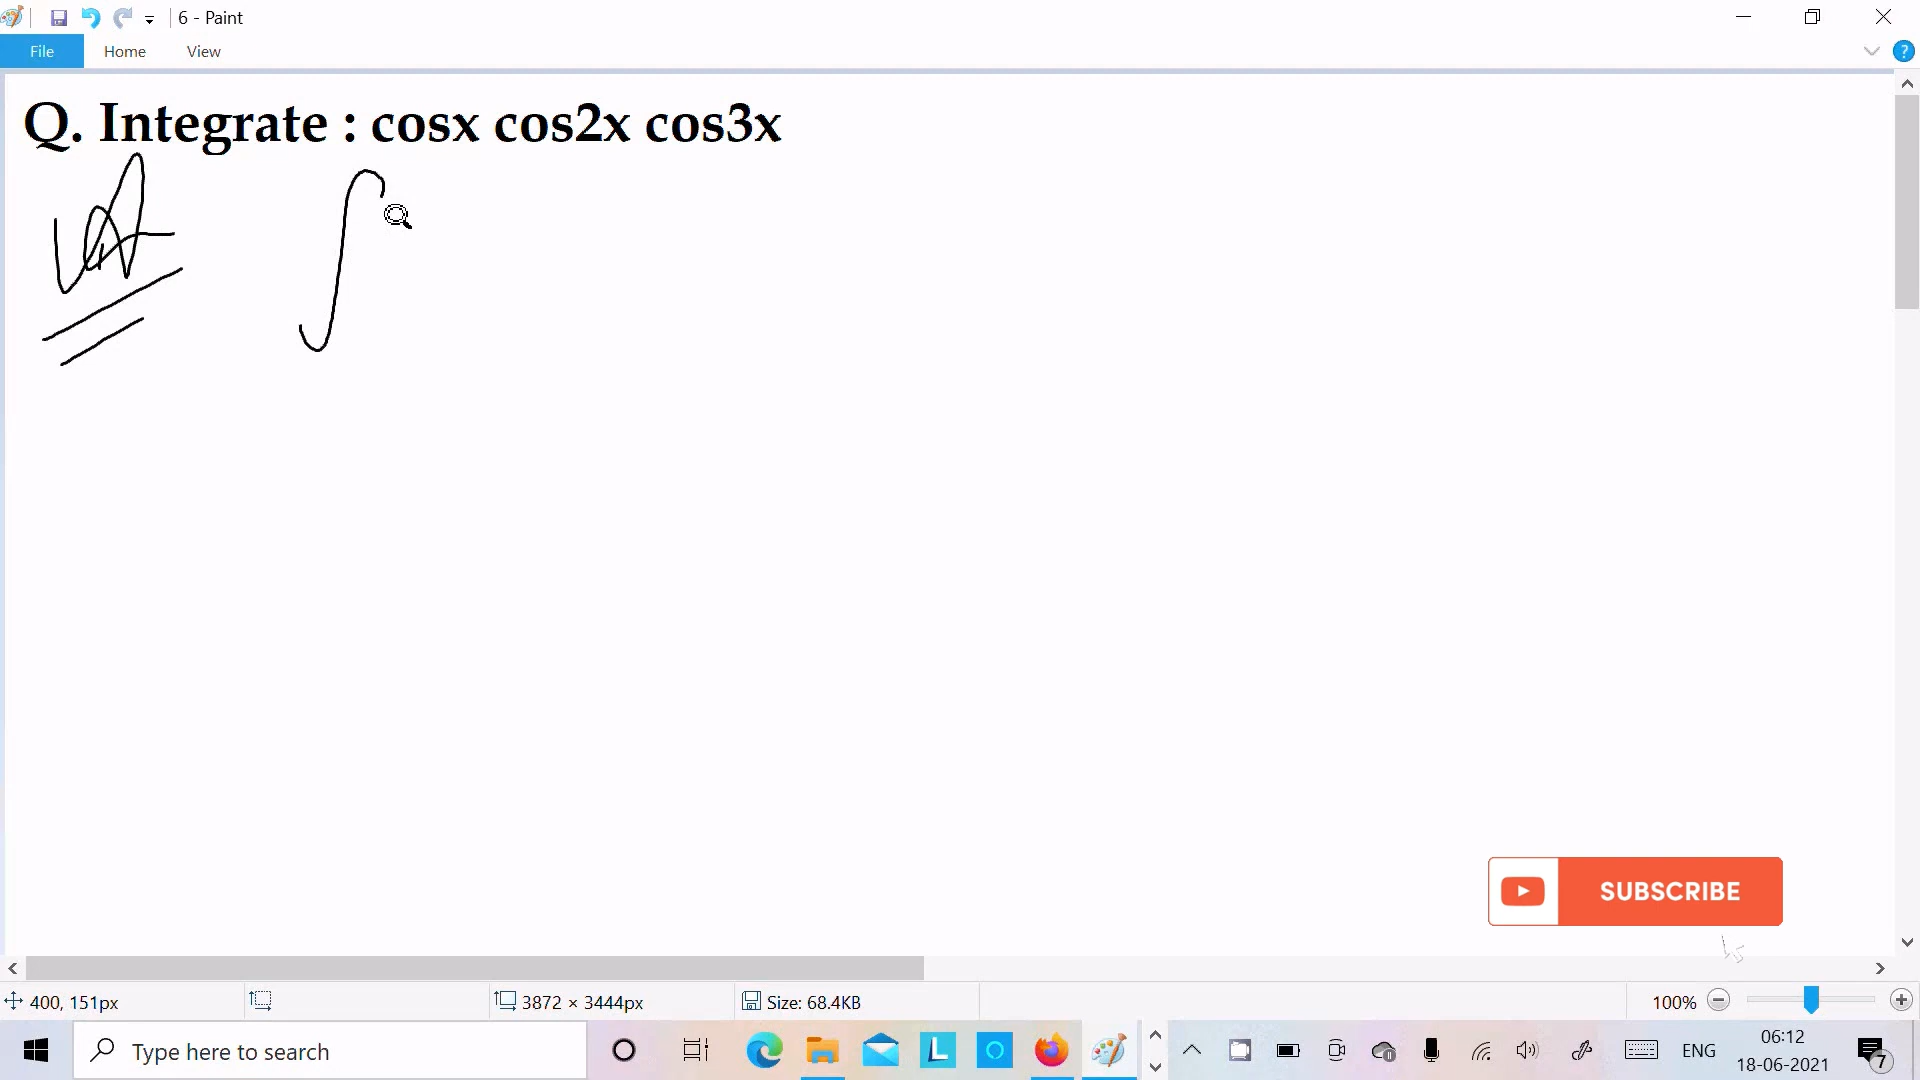 6 - Paint
File Home View
Q. Integrate : cosx cos2x cos3x
∫
SUBSCRIBE
400, 151px 3872 × 3444px Size: 68.4KB 100%
Type here to search ENG 06:12
18-06-2021 7